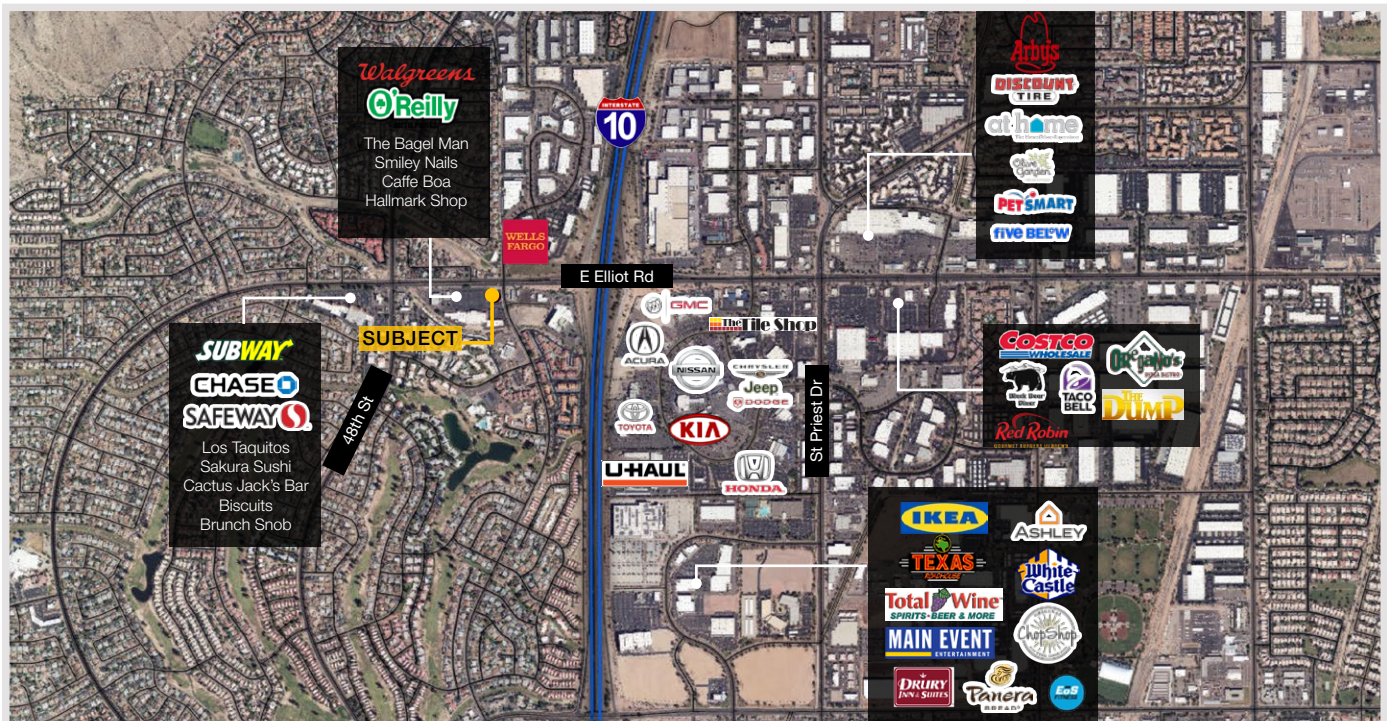 Walgreens
O'Reilly
The Bagel Man
Smiley Nails
Caffe Boa
Hallmark Shop
INTERSTATE
10
WELLS
FARGO
E Elliot Rd
Arby's
DISCOUNT
TIRE
at home
Olive
Garden
PETSMART
five BELOW
SUBJECT
SUBWAY
CHASE
SAFEWAY
Los Taquitos
Sakura Sushi
Cactus Jack's Bar
Biscuits
Brunch Snob
48th St
GMC
The Tile Shop
ACURA
NISSAN
CHRYSLER
Jeep
DODGE
TOYOTA
KIA
U-HAUL
HONDA
St Priest Dr
COSTCO
WHOLESALE
OREGANO'S
PIZZA BISTRO
Black Bear
Diner
TACO
BELL
THE
DUMP
Red Robin
GOURMET BURGERS
IKEA
ASHLEY
TEXAS
ROADHOUSE
White
Castle
Total Wine
SPIRITS•BEER & MORE
ChopShop
MAIN EVENT
ENTERTAINMENT
DRURY
INN & SUITES
Panera
BREAD
EoS
FITNESS